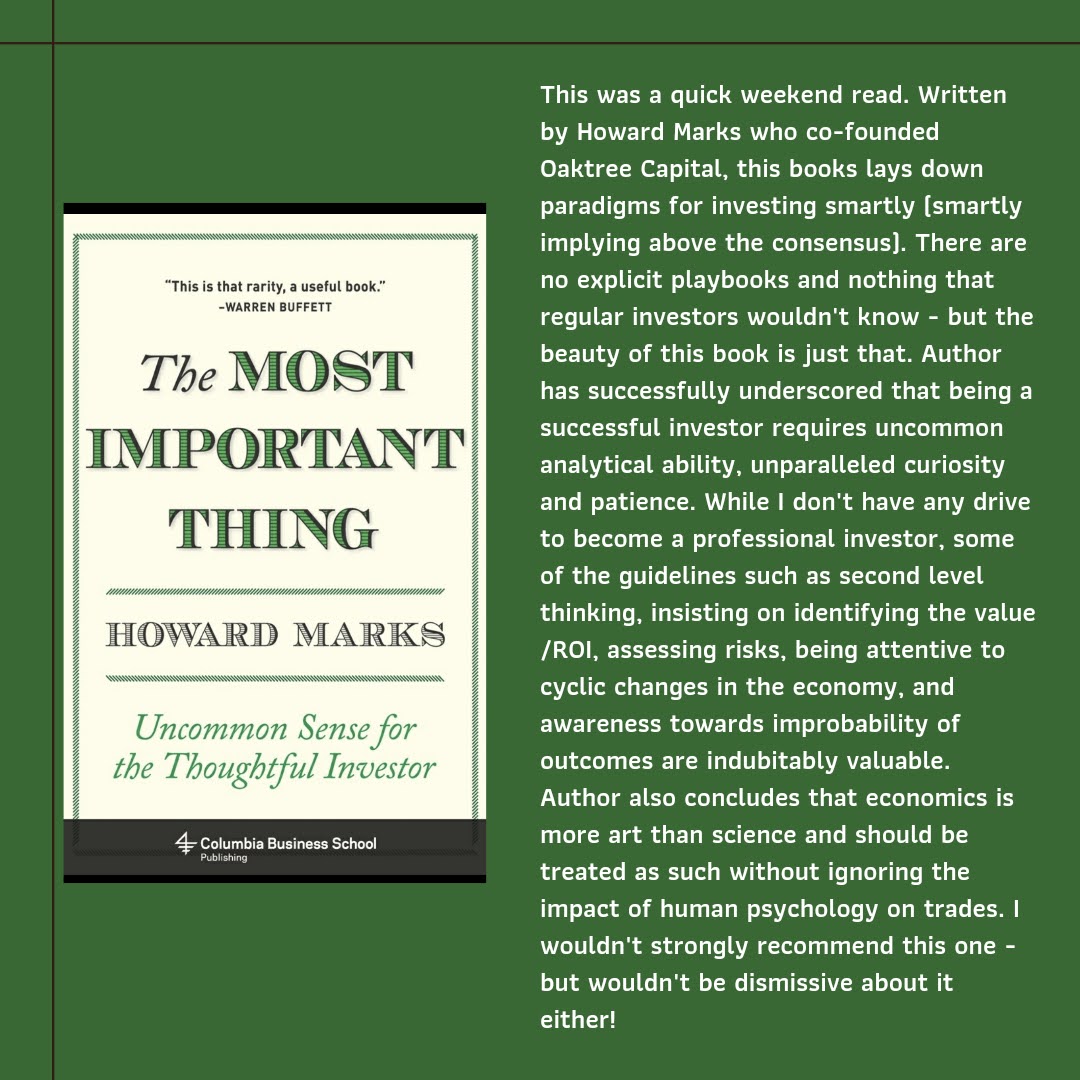 “This is that rarity, a useful book.”
–WARREN BUFFETT
The MOST
IMPORTANT
THING
HOWARD MARKS
Uncommon Sense for
the Thoughtful Investor
Columbia Business School
Publishing
This was a quick weekend read. Written
by Howard Marks who co-founded
Oaktree Capital, this books lays down
paradigms for investing smartly (smartly
implying above the consensus). There are
no explicit playbooks and nothing that
regular investors wouldn't know - but the
beauty of this book is just that. Author
has successfully underscored that being a
successful investor requires uncommon
analytical ability, unparalleled curiosity
and patience. While I don't have any drive
to become a professional investor, some
of the guidelines such as second level
thinking, insisting on identifying the value
/ROI, assessing risks, being attentive to
cyclic changes in the economy, and
awareness towards improbability of
outcomes are indubitably valuable.
Author also concludes that economics is
more art than science and should be
treated as such without ignoring the
impact of human psychology on trades. I
wouldn't strongly recommend this one -
but wouldn't be dismissive about it
either!